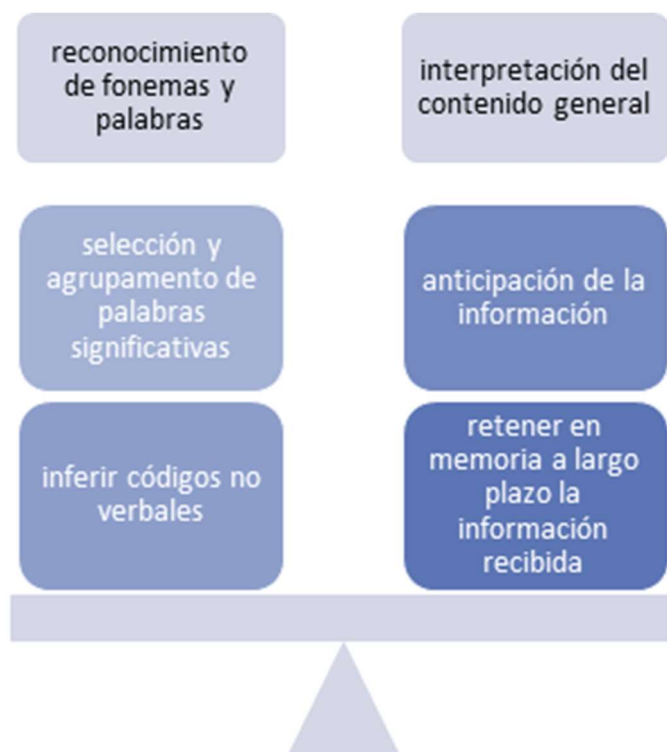 reconocimiento
de fonemas y
palabras
interpretación del
contenido general
selección y
agrupamento de
palabras
significativas
anticipación de la
información
inferir códigos no
verbales
retener en
memoria a largo
plazo la
información
recibida